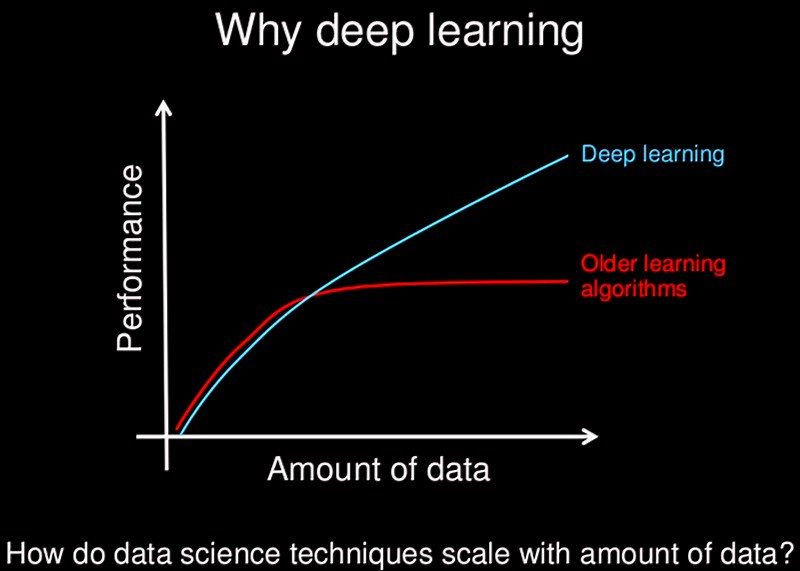 Why deep learning
Performance
Deep learning
Older learning
algorithms
Amount of data
How do data science techniques scale with amount of data?